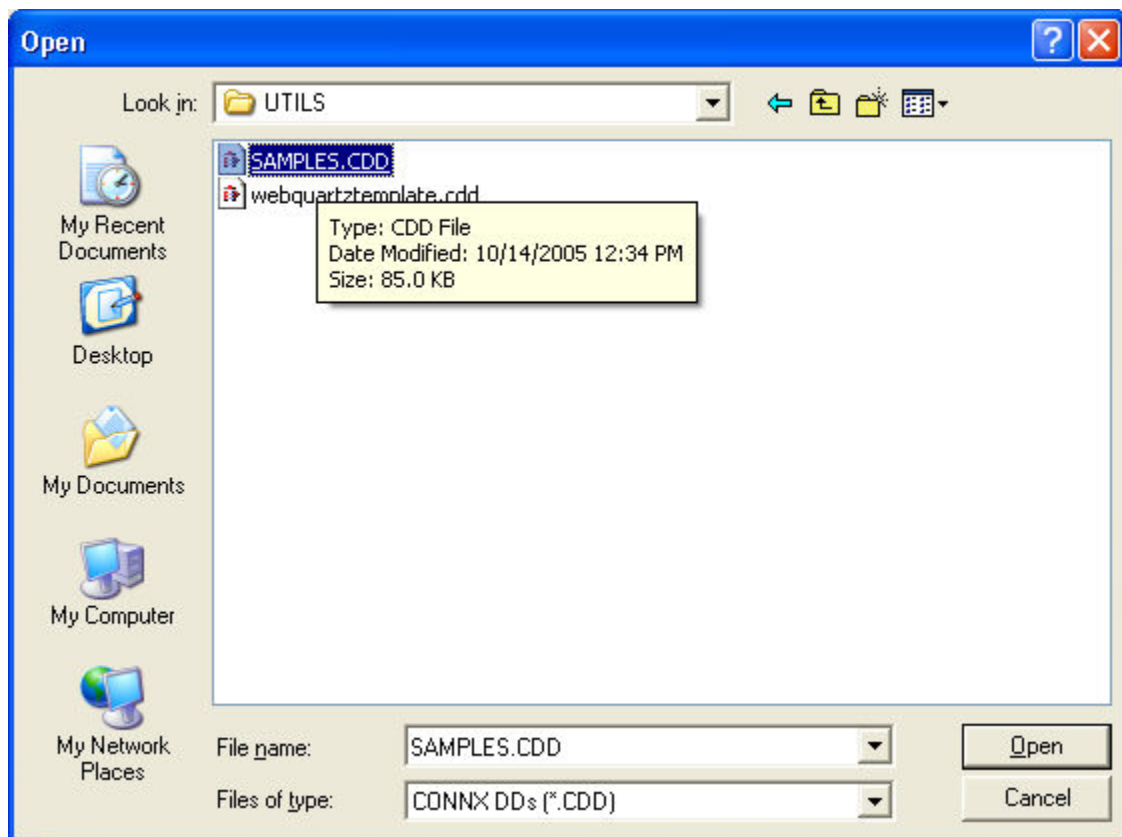 Open
Look in:
UTILS
SAMPLES.CDD
webquartztemplate.cdd
Type: CDD File
Date Modified: 10/14/2005 12:34 PM
Size: 85.0 KB
My Recent
Documents
Desktop
My Documents
My Computer
My Network
Places
File name:
SAMPLES.CDD
Open
Files of type:
CONNX DDs (*.CDD)
Cancel